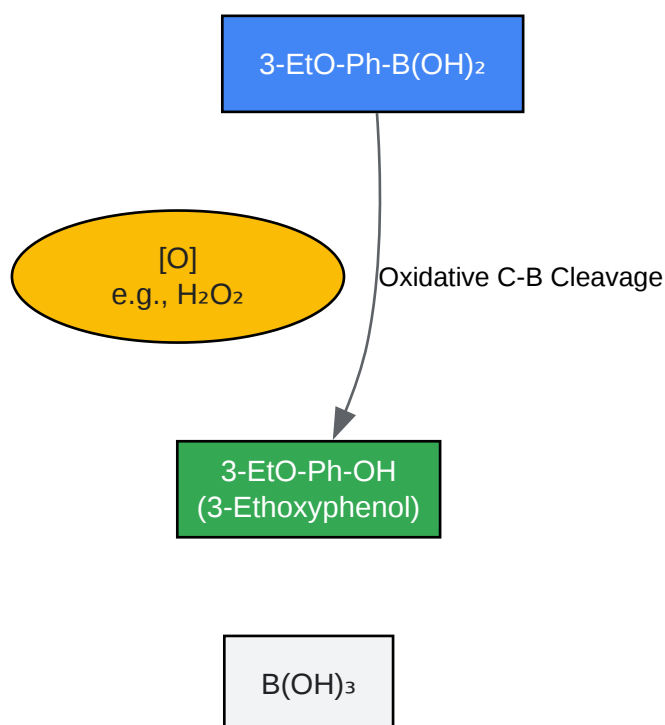 3-EtO-Ph-B(OH)₂
[O]
e.g., H₂O₂
Oxidative C-B Cleavage
3-EtO-Ph-OH
(3-Ethoxyphenol)
B(OH)₃